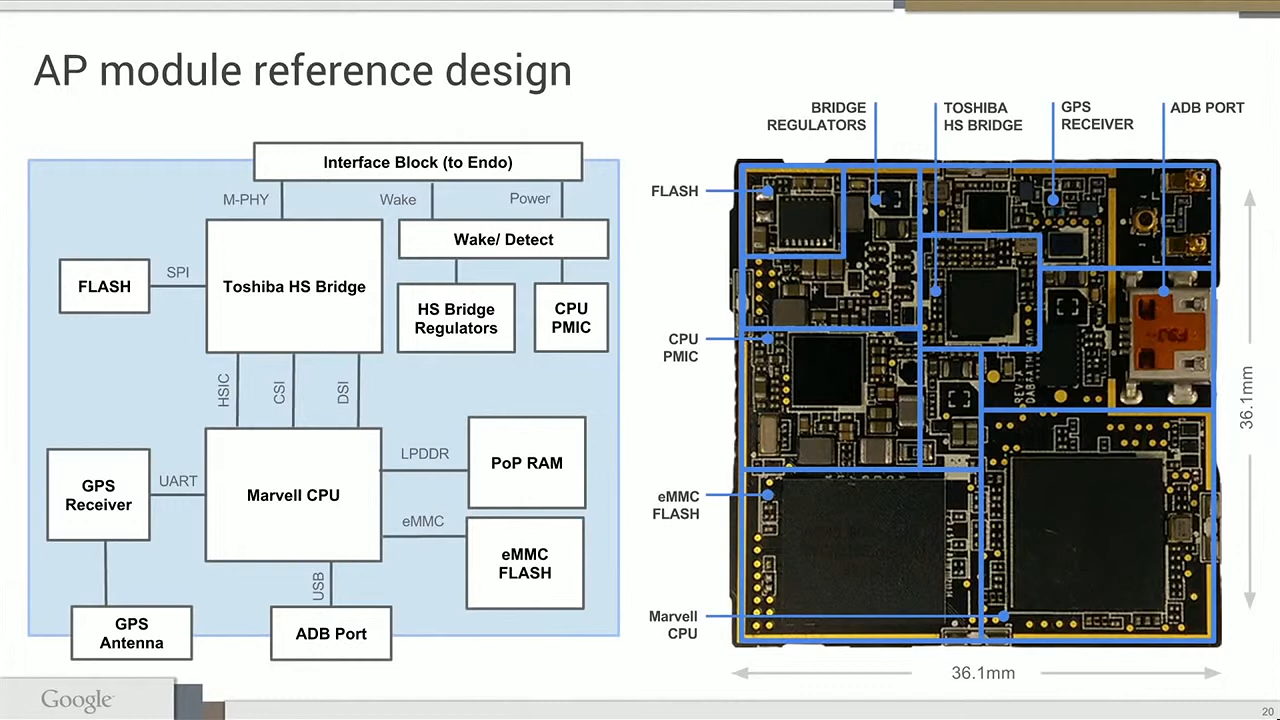 AP module reference design
Interface Block (to Endo)
M-PHY
Wake
Power
Wake/ Detect
SPI
FLASH
Toshiba HS Bridge
HS Bridge
Regulators
CPU
PMIC
HSIC
CSI
DSI
LPDDR
PoP RAM
GPS
Receiver
UART
Marvell CPU
eMMC
eMMC
FLASH
USB
GPS
Antenna
ADB Port
BRIDGE
REGULATORS
TOSHIBA
HS BRIDGE
GPS
RECEIVER
ADB PORT
FLASH
CPU
PMIC
eMMC
FLASH
Marvell
CPU
36.1mm
36.1mm
Google
20